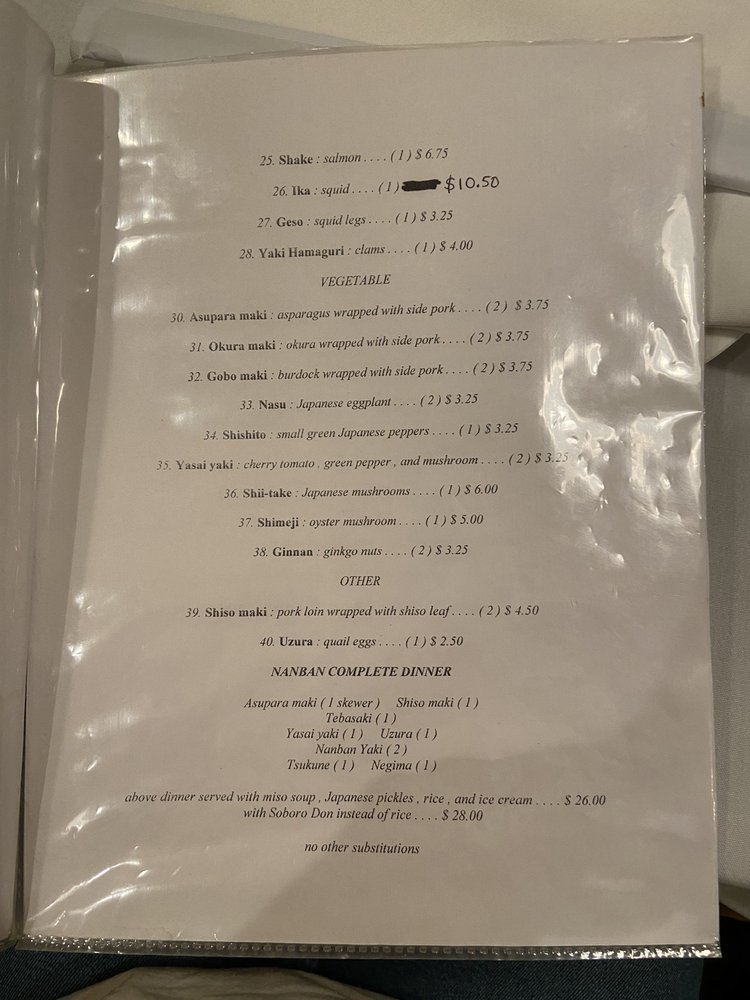 25. Shake : salmon . . . . ( 1 ) $ 6.75
26. Ika : squid . . . . ( 1 ) $10.50
27. Geso : squid legs . . . . ( 1 ) $ 3.25
28. Yaki Hamaguri : clams . . . . ( 1 ) $ 4.00
VEGETABLE
30. Asupara maki : asparagus wrapped with side pork . . . . ( 2 ) $ 3.75
31. Okura maki : okura wrapped with side pork . . . . ( 2 ) $ 3.75
32. Gobo maki : burdock wrapped with side pork . . . . ( 2 ) $ 3.75
33. Nasu : Japanese eggplant . . . . ( 2 ) $ 3.25
34. Shishito : small green Japanese peppers . . . . ( 1 ) $ 3.25
35. Yasai yaki : cherry tomato , green pepper , and mushroom . . . . ( 2 ) $ 3.25
36. Shii-take : Japanese mushrooms . . . . ( 1 ) $ 6.00
37. Shimeji : oyster mushroom . . . . ( 1 ) $ 5.00
38. Ginnan : ginkgo nuts . . . . ( 2 ) $ 3.25
OTHER
39. Shiso maki : pork loin wrapped with shiso leaf . . . . ( 2 ) $ 4.50
40. Uzura : quail eggs . . . . ( 1 ) $ 2.50
NANBAN COMPLETE DINNER
Asupara maki ( 1 skewer ) Shiso maki ( 1 )
Tebasaki ( 1 )
Yasai yaki ( 1 ) Uzura ( 1 )
Nanban Yaki ( 2 )
Tsukune ( 1 ) Negima ( 1 )
above dinner served with miso soup , Japanese pickles , rice , and ice cream . . . . $ 26.00
with Soboro Don instead of rice . . . . $ 28.00
no other substitutions